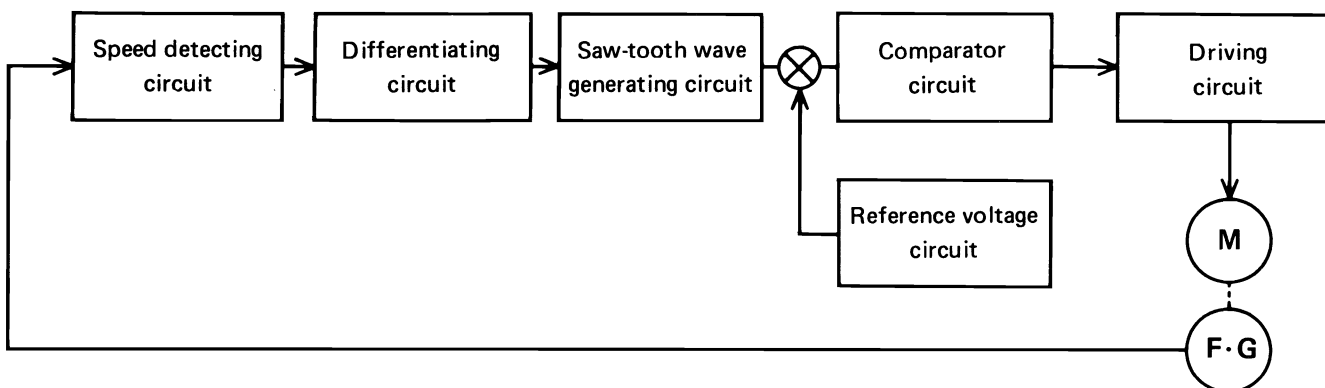 Speed detecting
circuit
Differentiating
circuit
Saw-tooth wave
generating circuit
Comparator
circuit
Driving
circuit
Reference voltage
circuit
M
F·G